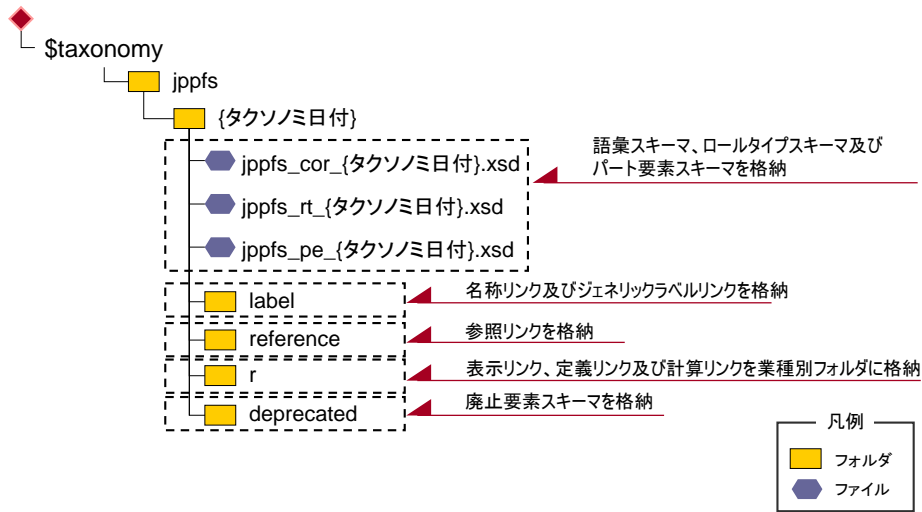 $taxonomy
jppfs
{タクソノミ日付}
jppfs_cor_{タクソノミ日付}.xsd
jppfs_rt_{タクソノミ日付}.xsd
jppfs_pe_{タクソノミ日付}.xsd
語彙スキーマ、ロールタイプスキーマ及び
パート要素スキーマを格納
label
名称リンク及びジェネリックラベルリンクを格納
reference
参照リンクを格納
r
表示リンク、定義リンク及び計算リンクを業種別フォルダに格納
deprecated
廃止要素スキーマを格納
凡例
フォルダ
ファイル